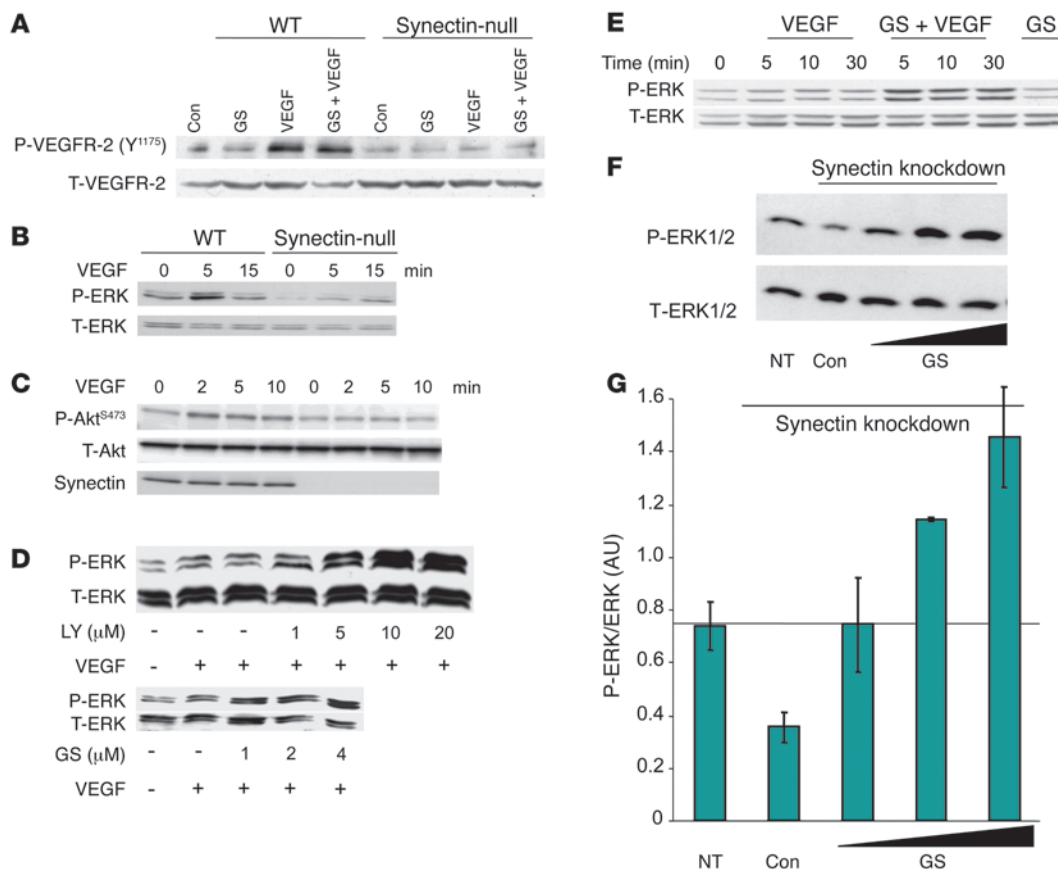 A
WT Synectin-null
Con GS VEGF GS + VEGF Con GS VEGF GS + VEGF
P-VEGFR-2 (Y1175)
T-VEGFR-2
B
WT Synectin-null
VEGF 0 5 15 0 5 15 min
P-ERK
T-ERK
C
VEGF 0 2 5 10 0 2 5 10 min
P-AktS473
T-Akt
Synectin
D
P-ERK
T-ERK
LY (µM) - - - 1 5 10 20
VEGF - + + + + + +
P-ERK
T-ERK
GS (µM) - - 1 2 4
VEGF - + + + +
E
VEGF GS + VEGF GS
Time (min) 0 5 10 30 5 10 30
P-ERK
T-ERK
F
Synectin knockdown
P-ERK1/2
T-ERK1/2
NT Con GS
G
Synectin knockdown
P-ERK/ERK (AU)
1.6
1.4
1.2
1.0
0.8
0.6
0.4
0.2
0
NT Con GS